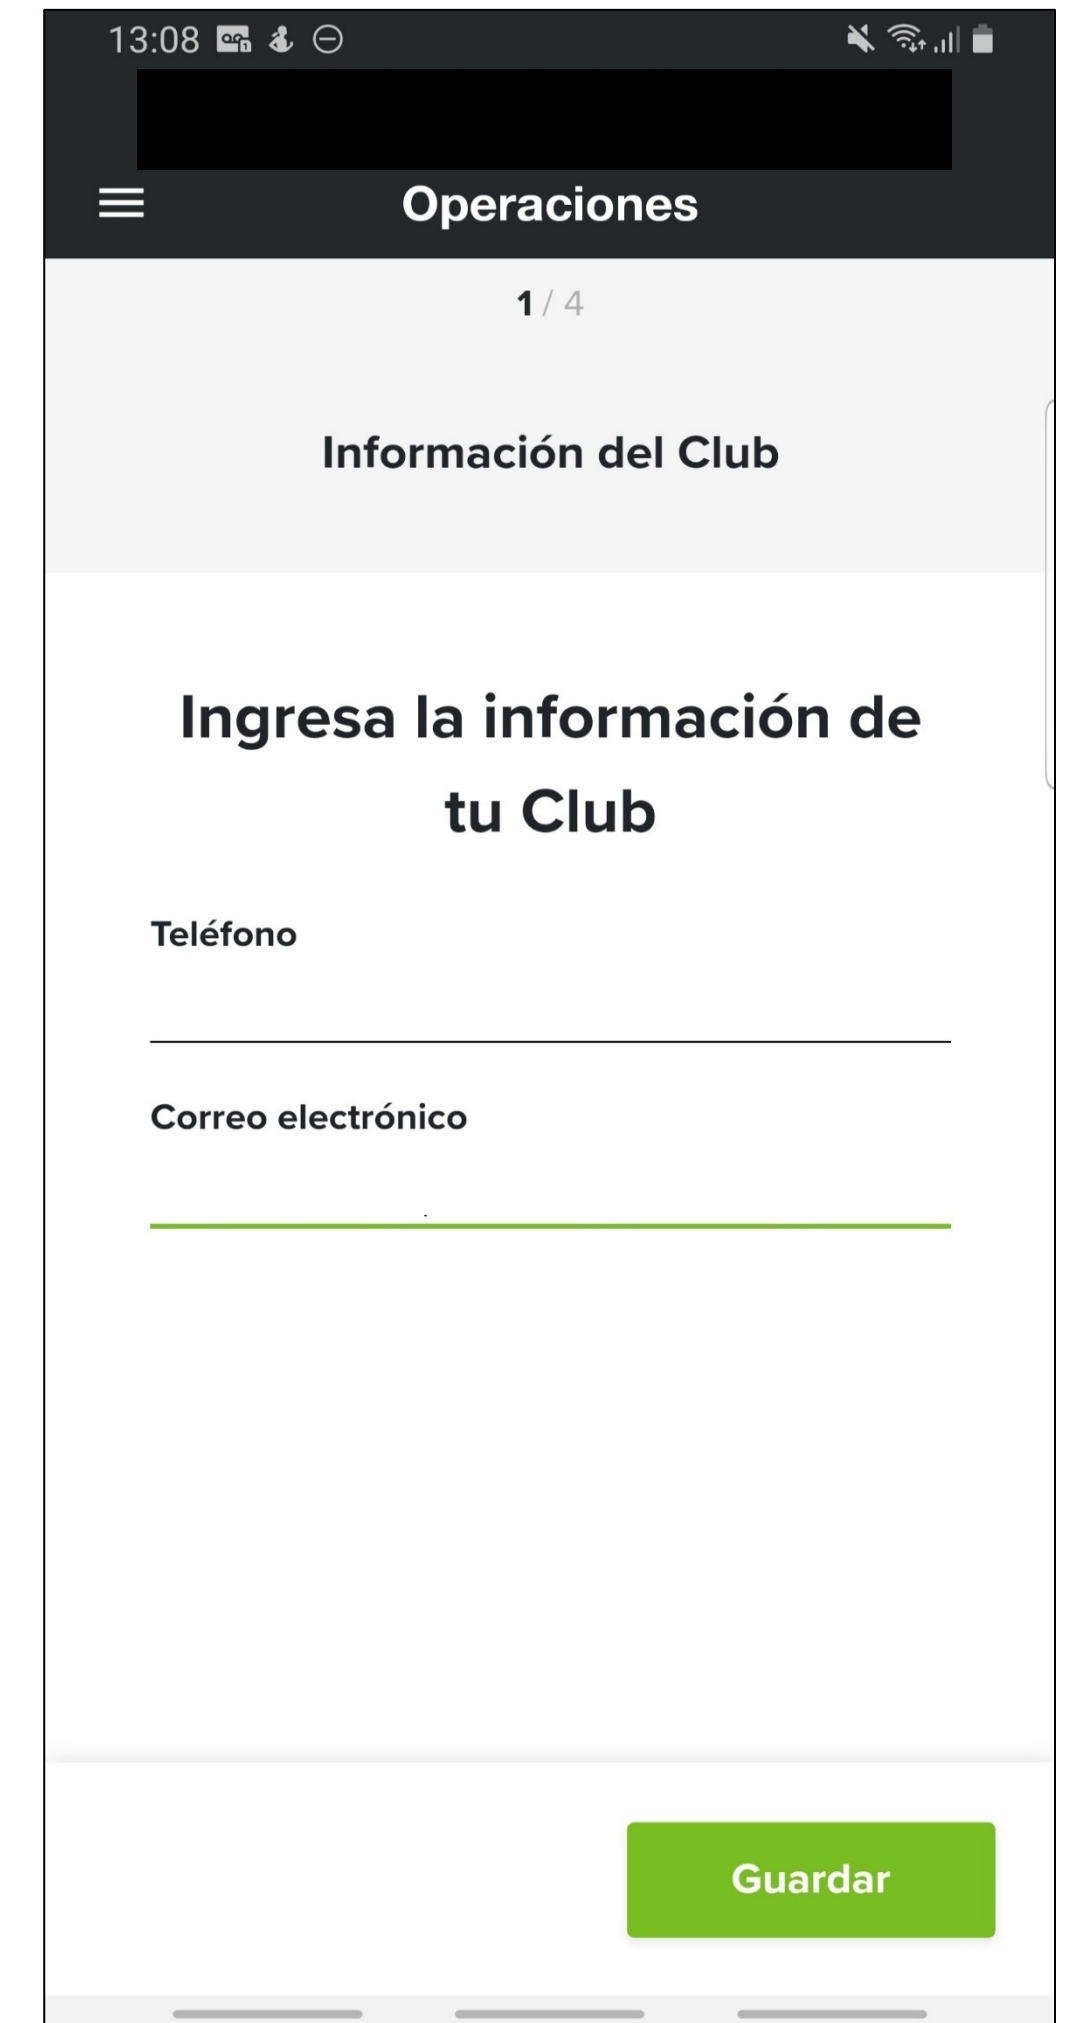 13:08
Operaciones
1 / 4
Información del Club
Ingresa la información de
tu Club
Teléfono
Correo electrónico
Guardar